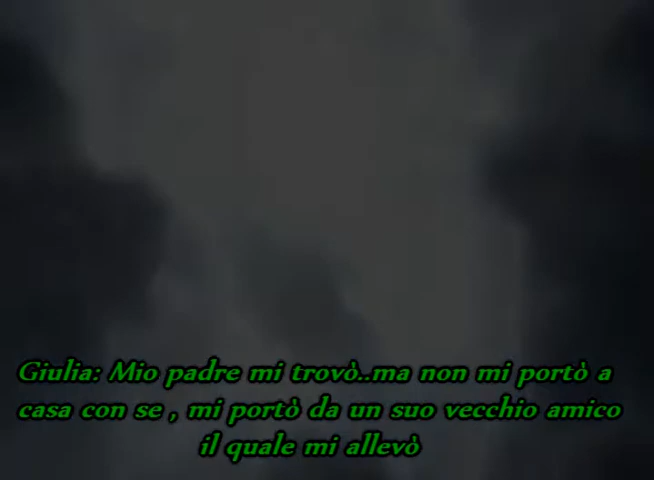 Giulia: Mio padre mi trovò..ma non mi portò a
casa con se , mi portò da un suo vecchio amico
il quale mi allevò